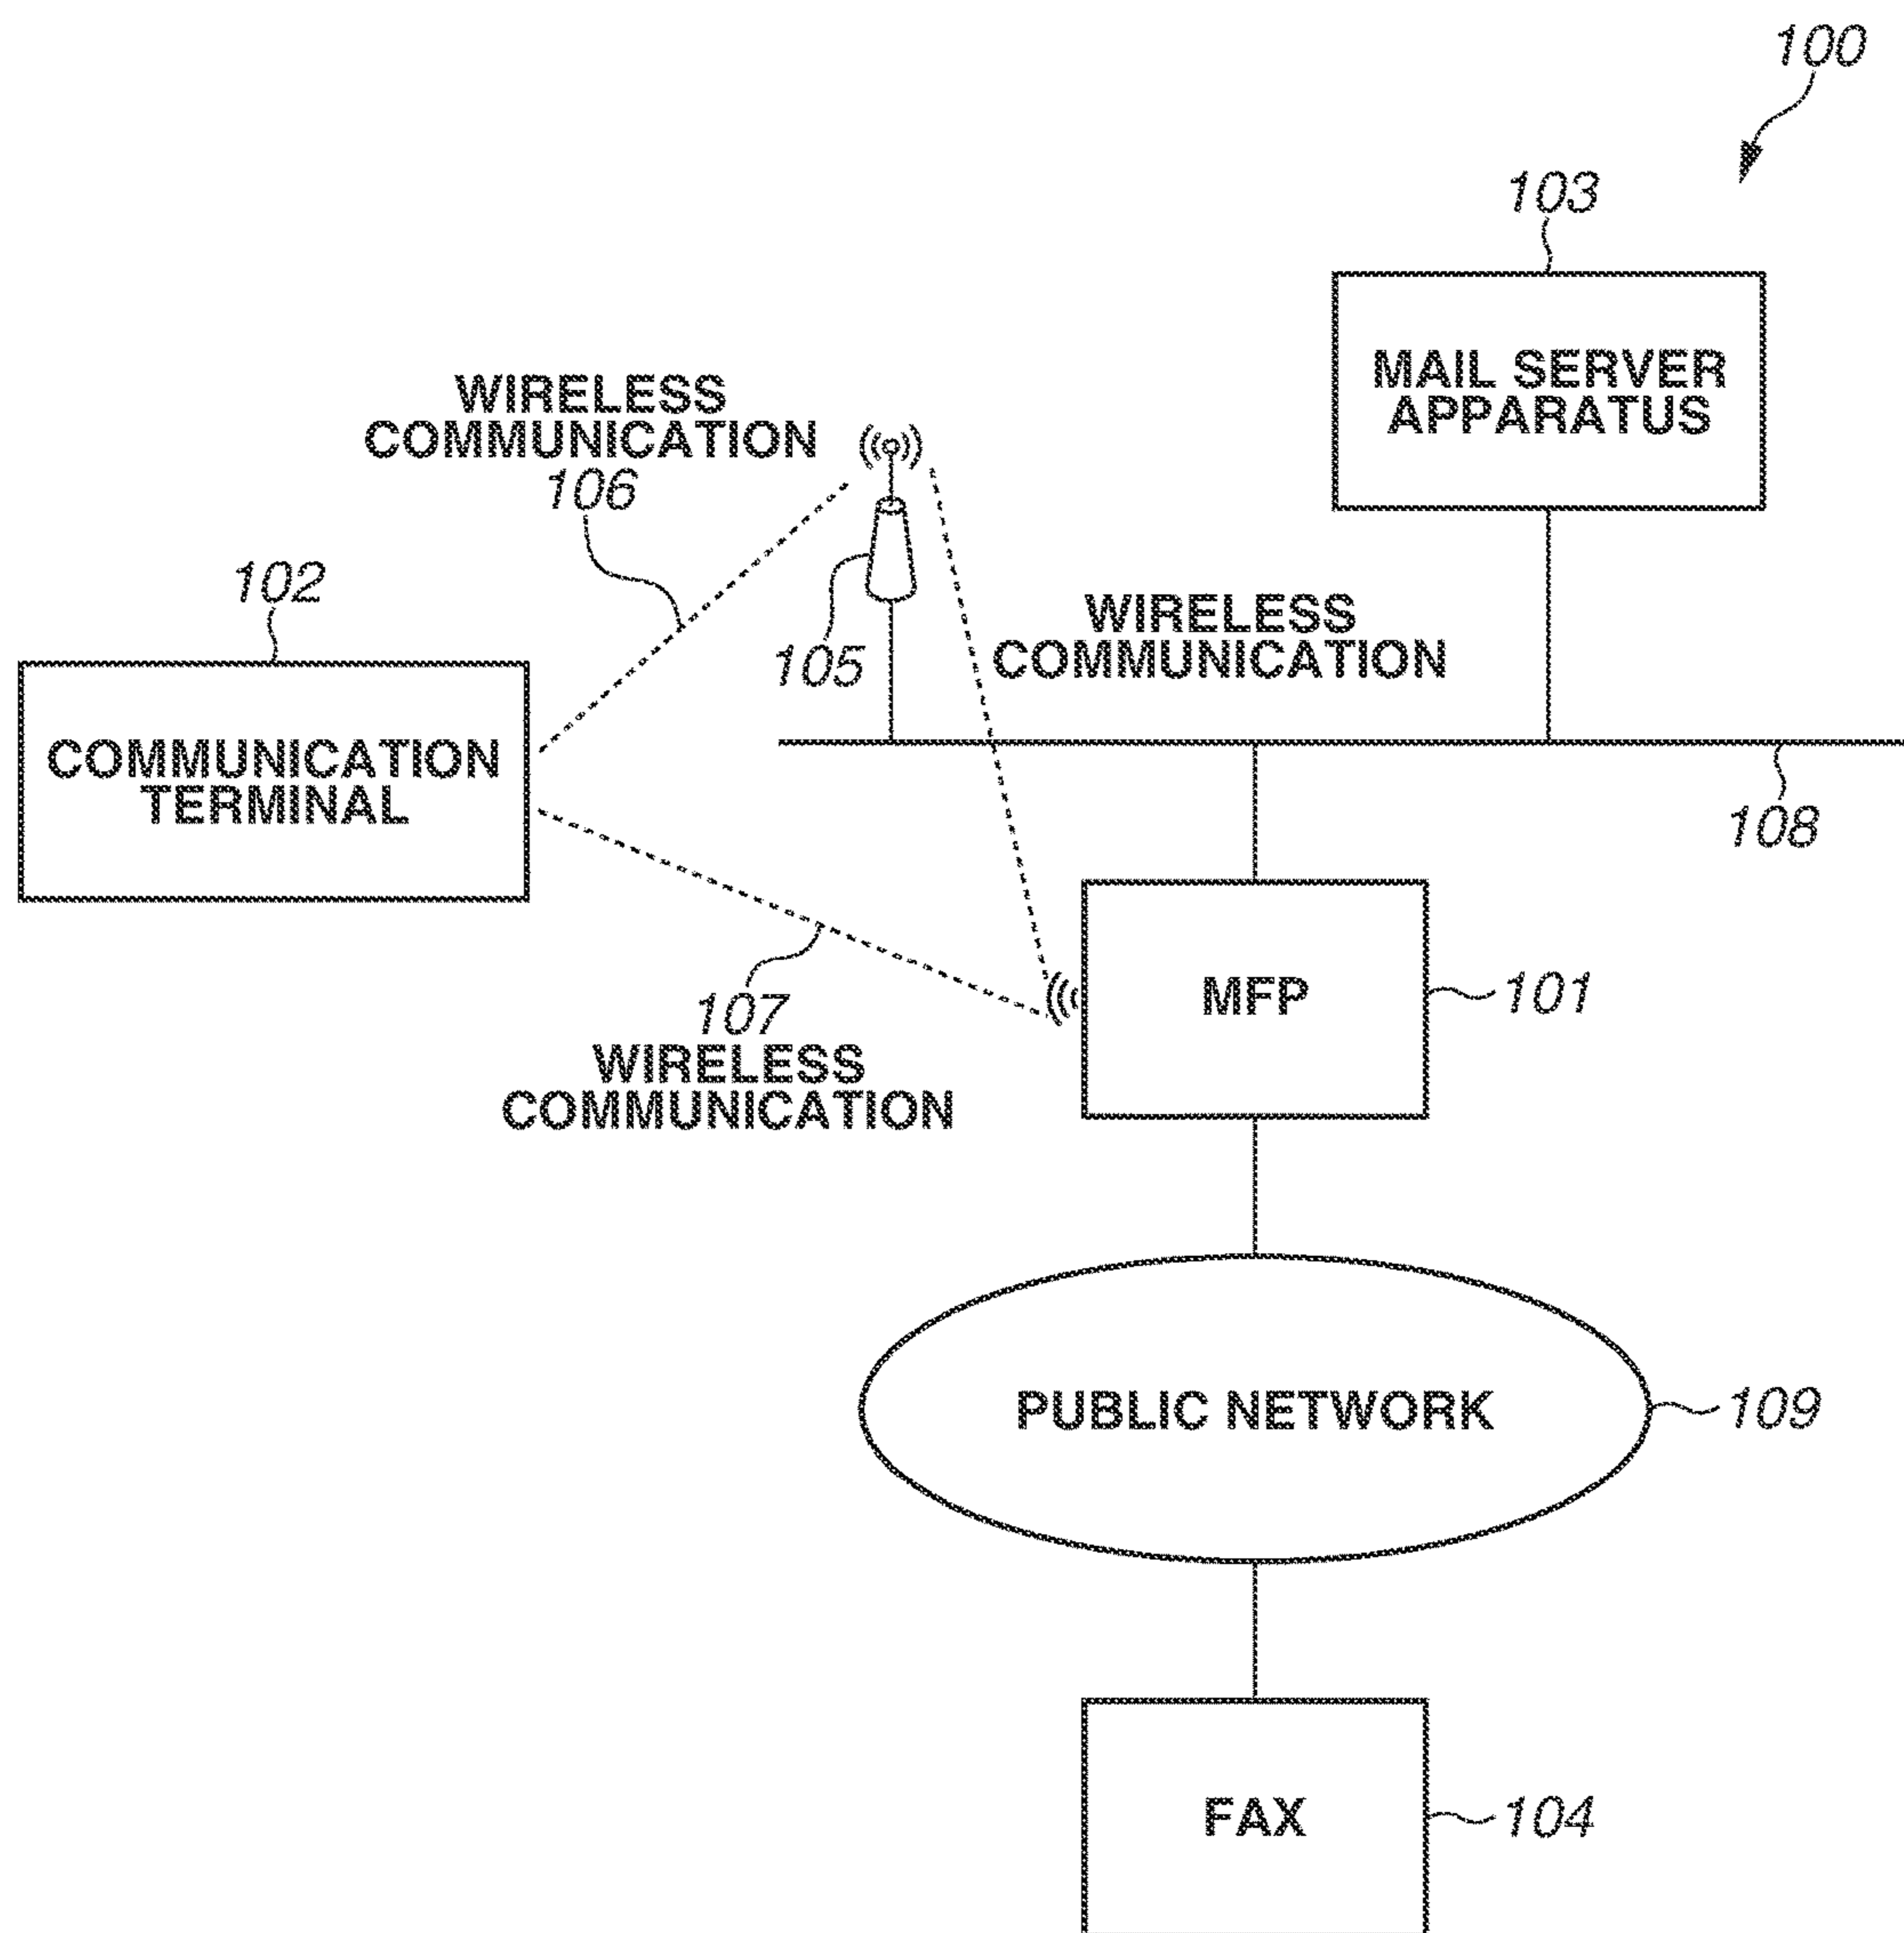 100
103
MAIL SERVER
APPARATUS
WIRELESS
COMMUNICATION
106
102
105
WIRELESS
COMMUNICATION
COMMUNICATION
TERMINAL
108
107
WIRELESS
COMMUNICATION
MFP
101
PUBLIC NETWORK
109
FAX
104